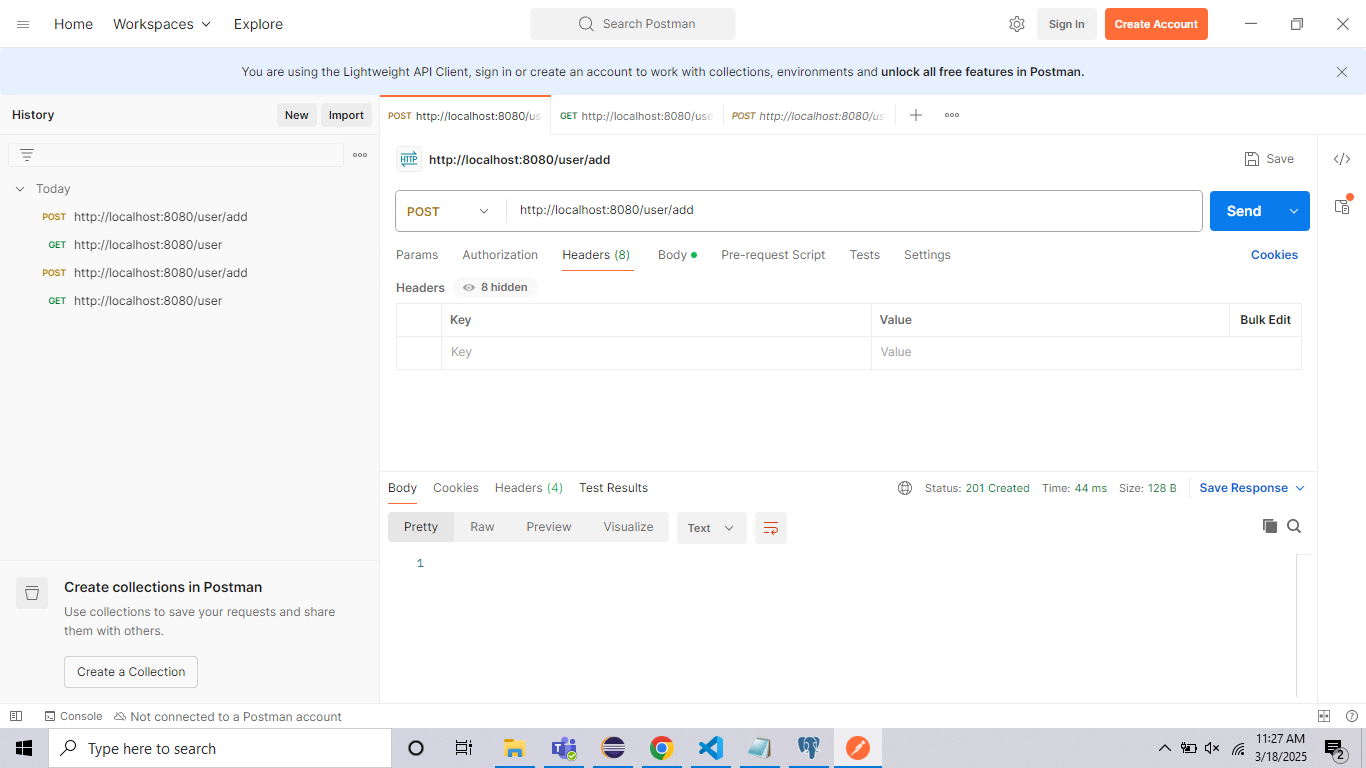 Home Workspaces Explore Search Postman Sign In Create Account
You are using the Lightweight API Client, sign in or create an account to work with collections, environments and unlock all free features in Postman.
History New Import
POST http://localhost:8080/us GET http://localhost:8080/use POST http://localhost:8080/us
HTTP http://localhost:8080/user/add Save
Today
POST http://localhost:8080/user/add
GET http://localhost:8080/user
POST http://localhost:8080/user/add
GET http://localhost:8080/user
POST http://localhost:8080/user/add Send
Params Authorization Headers (8) Body Pre-request Script Tests Settings Cookies
Headers 8 hidden
Key Value Bulk Edit
Key Value
Body Cookies Headers (4) Test Results Status: 201 Created Time: 44 ms Size: 128 B Save Response
Pretty Raw Preview Visualize Text
1
Create collections in Postman
Use collections to save your requests and share
them with others.
Create a Collection
Console Not connected to a Postman account
Type here to search
11:27 AM
3/18/2025
2